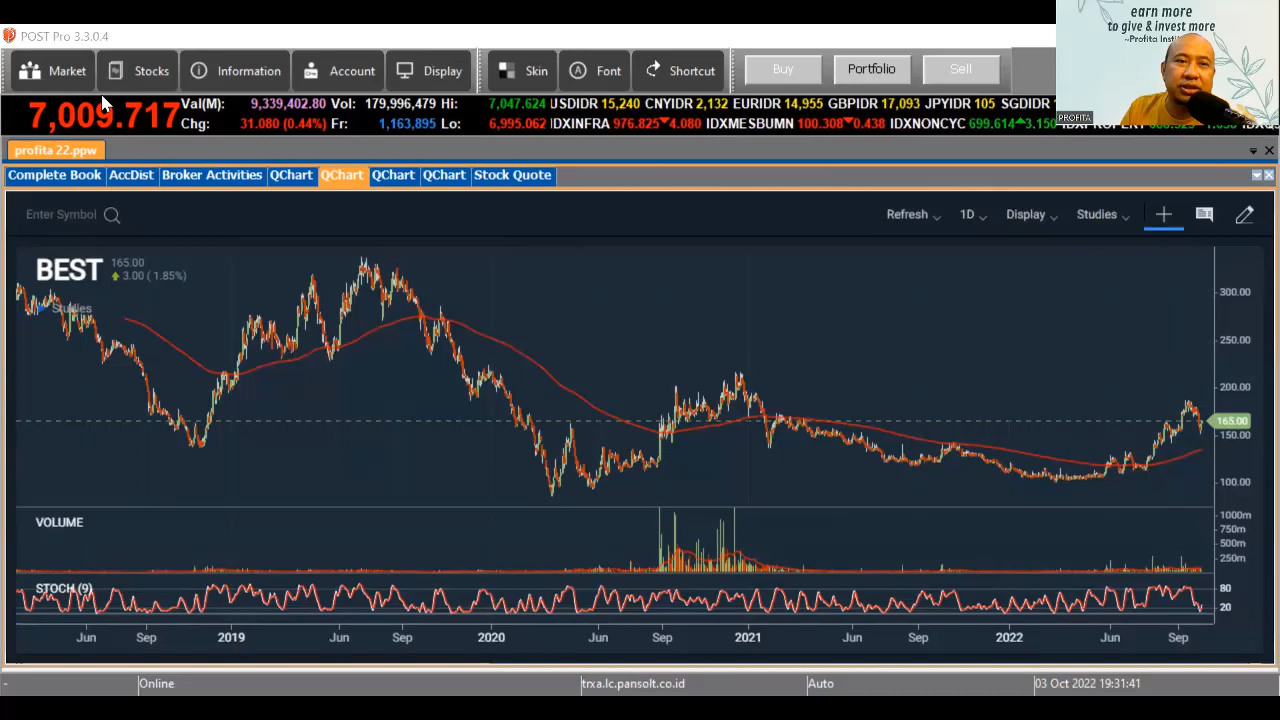 earn more
to give & invest more
~Profita Insti
PROFITA
POST Pro 3.3.0.4
Market Stocks Information Account Display Skin Font Shortcut Buy Portfolio Sell
7,009.717
Val(M): 9,339,402.80 Vol: 179,996,479 Hi: 7,047.624 USDIDR 15,240 CNYIDR 2,132 EURIDR 14,955 GBPIDR 17,093 JPYIDR 105 SGDIDR
Chg: 31.080 (0.44%) Fr: 1,163,895 Lo: 6,995.062 IDXINFRA 976.825 4.080 IDXMESBUMN 100.308 0.438 IDXNONCYC 699.614 3.150
profita 22.ppw
Complete Book AccDist Broker Activities QChart QChart QChart QChart Stock Quote
Enter Symbol Refresh 1D Display Studies
BEST 165.00
3.00 ( 1.85%)
Studies
300.00
250.00
200.00
165.00
150.00
100.00
VOLUME
1000m
750m
500m
250m
STOCH (9)
80
20
Jun Sep 2019 Jun Sep 2020 Jun Sep 2021 Jun Sep 2022 Jun Sep
- Online trxa.lc.pansolt.co.id Auto 03 Oct 2022 19:31:41